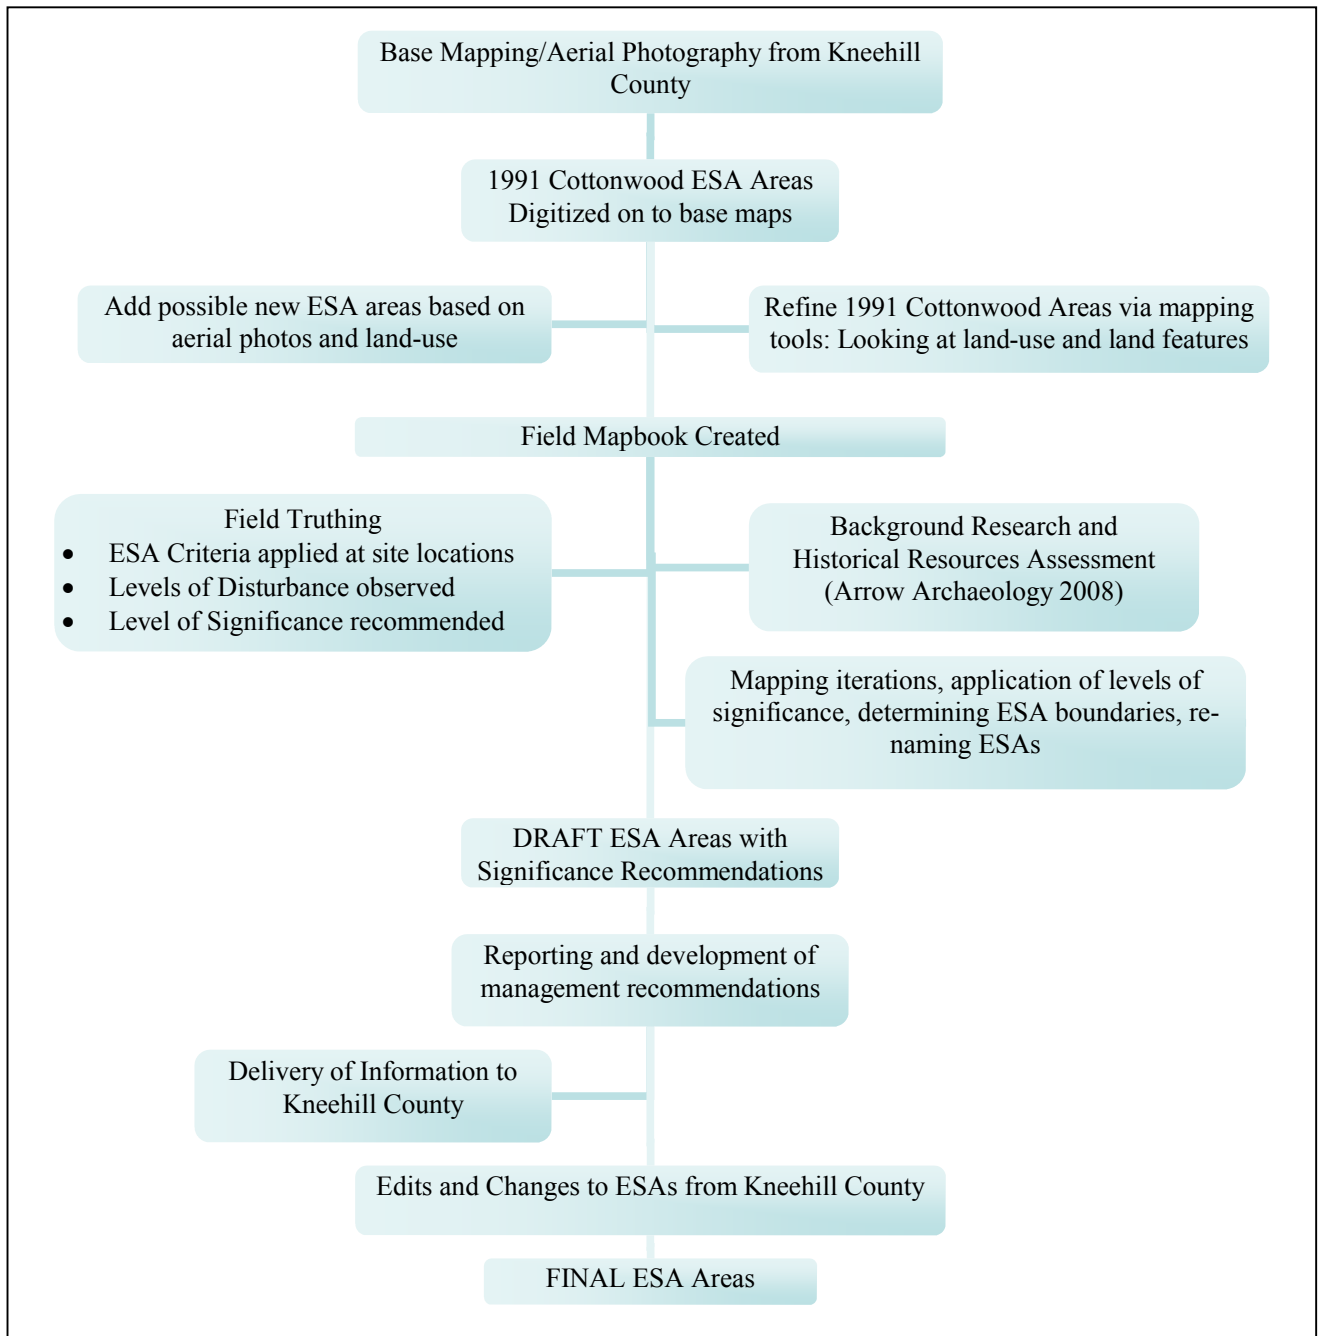 Base Mapping/Aerial Photography from Kneehill
County
1991 Cottonwood ESA Areas
Digitized on to base maps
Add possible new ESA areas based on
aerial photos and land-use
Refine 1991 Cottonwood Areas via mapping
tools: Looking at land-use and land features
Field Mapbook Created
Field Truthing
• ESA Criteria applied at site locations
• Levels of Disturbance observed
• Level of Significance recommended
Background Research and
Historical Resources Assessment
(Arrow Archaeology 2008)
Mapping iterations, application of levels of
significance, determining ESA boundaries, re-
naming ESAs
DRAFT ESA Areas with
Significance Recommendations
Reporting and development of
management recommendations
Delivery of Information to
Kneehill County
Edits and Changes to ESAs from Kneehill County
FINAL ESA Areas